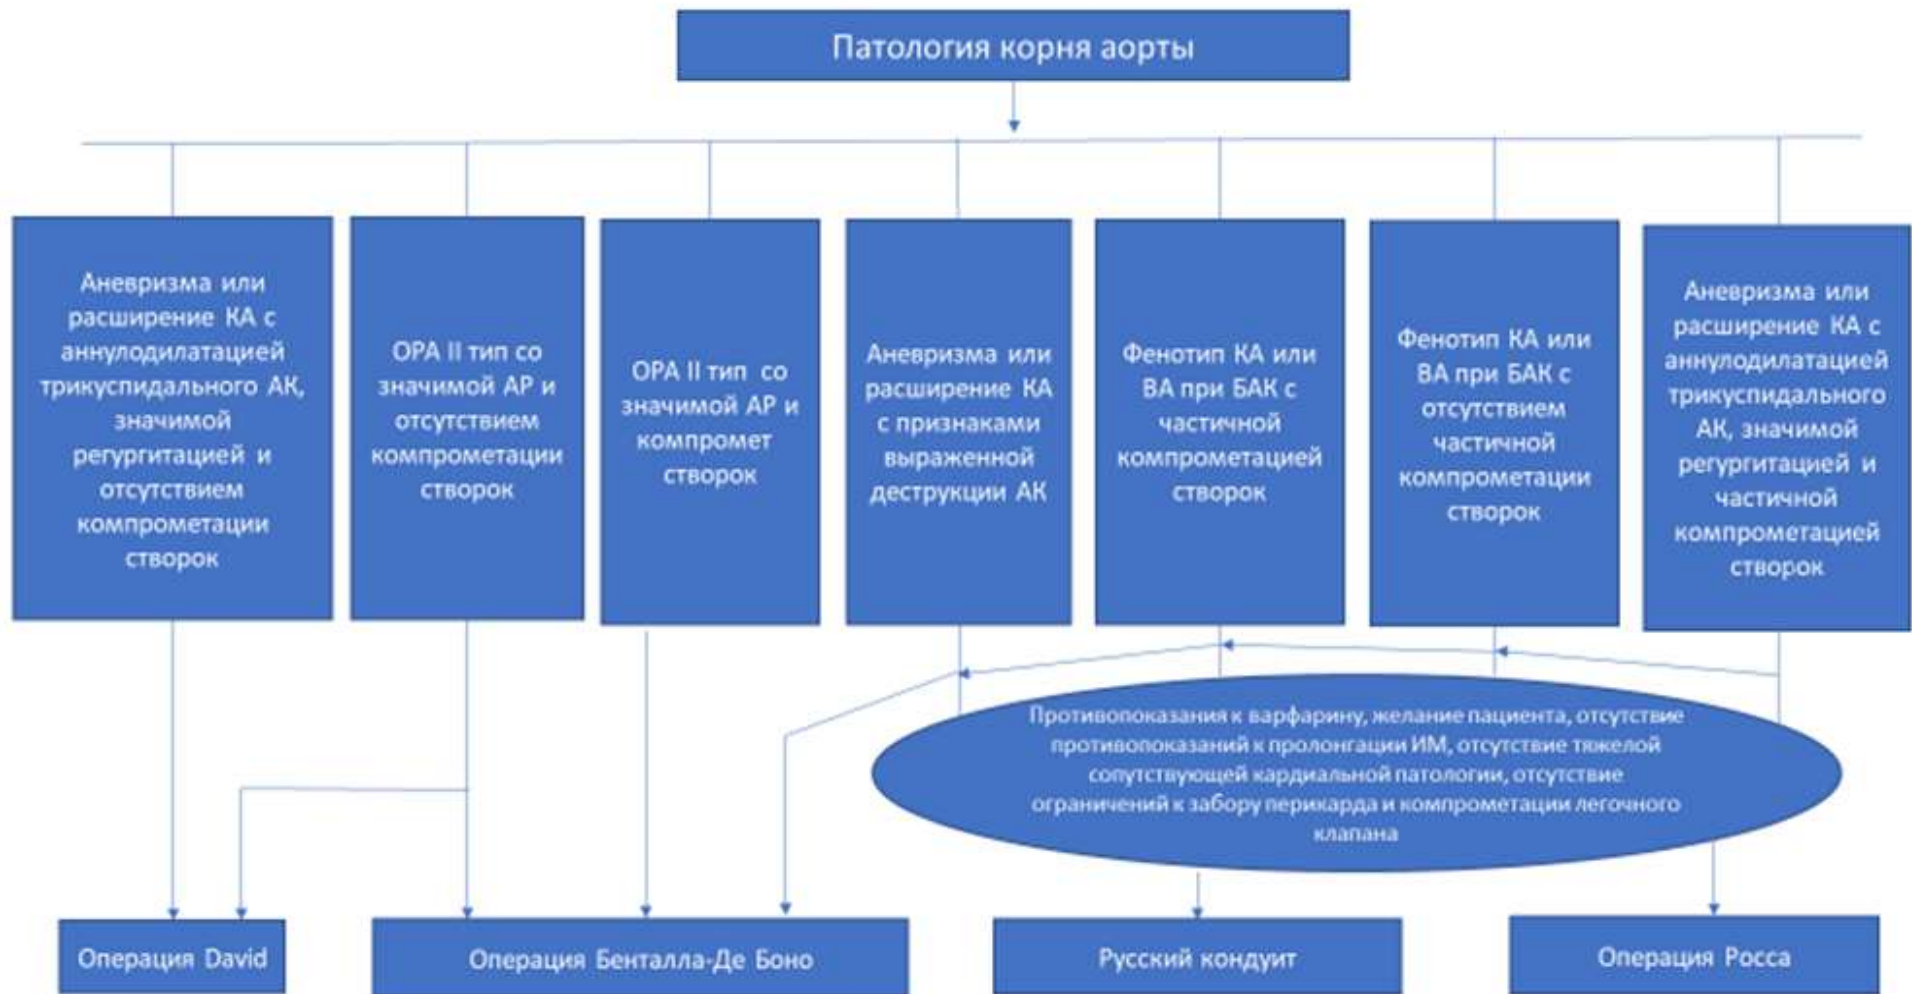 Патология корня аорты
Аневризма или
расширение КА с
аннулодилатацией
трикуспидального АК,
значимой
регургитацией и
отсутствием
компрометации
створок
ОРА II тип со
значимой АР и
отсутствием
компрометации
створок
ОРА II тип со
значимой АР и
компромет
створок
Аневризма или
расширение КА
с признаками
выраженной
деструкции АК
Фенотип КА или
ВА при БАК с
частичной
компрометацией
створок
Фенотип КА или
ВА при БАК с
отсутствием
частичной
компрометации
створок
Аневризма или
расширение КА с
аннулодилатацией
трикуспидального
АК, значимой
регургитацией и
частичной
компрометацией
створок
Противопоказания к варфарину, желание пациента, отсутствие
противопоказаний к пролонгации ИМ, отсутствие тяжелой
сопутствующей кардиальной патологии, отсутствие
ограничений к забору перикарда и компрометации легочного
клапана
Операция David
Операция Бенталла-Де Боно
Русский кондуит
Операция Росса